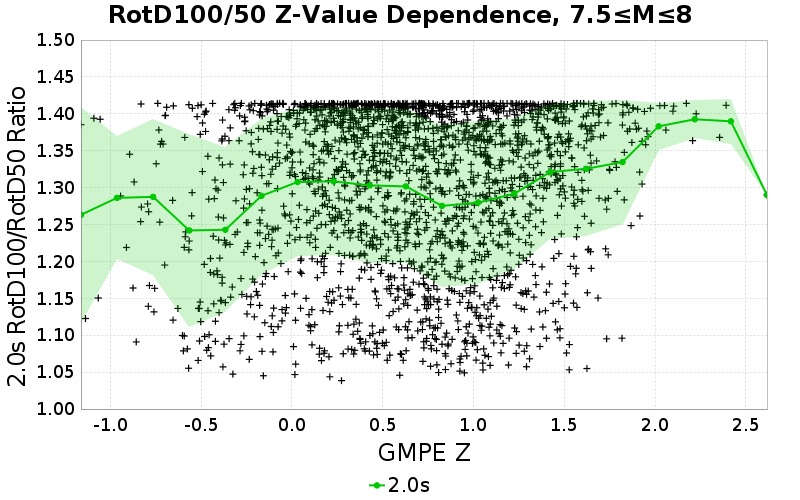 RotD100/50 Z-Value Dependence, 7.5≤M≤8
2.0s RotD100/RotD50 Ratio
1.50
1.45
1.40
1.35
1.30
1.25
1.20
1.15
1.10
1.05
1.00
-1.0 -0.5 0.0 0.5 1.0 1.5 2.0 2.5
GMPE Z
2.0s